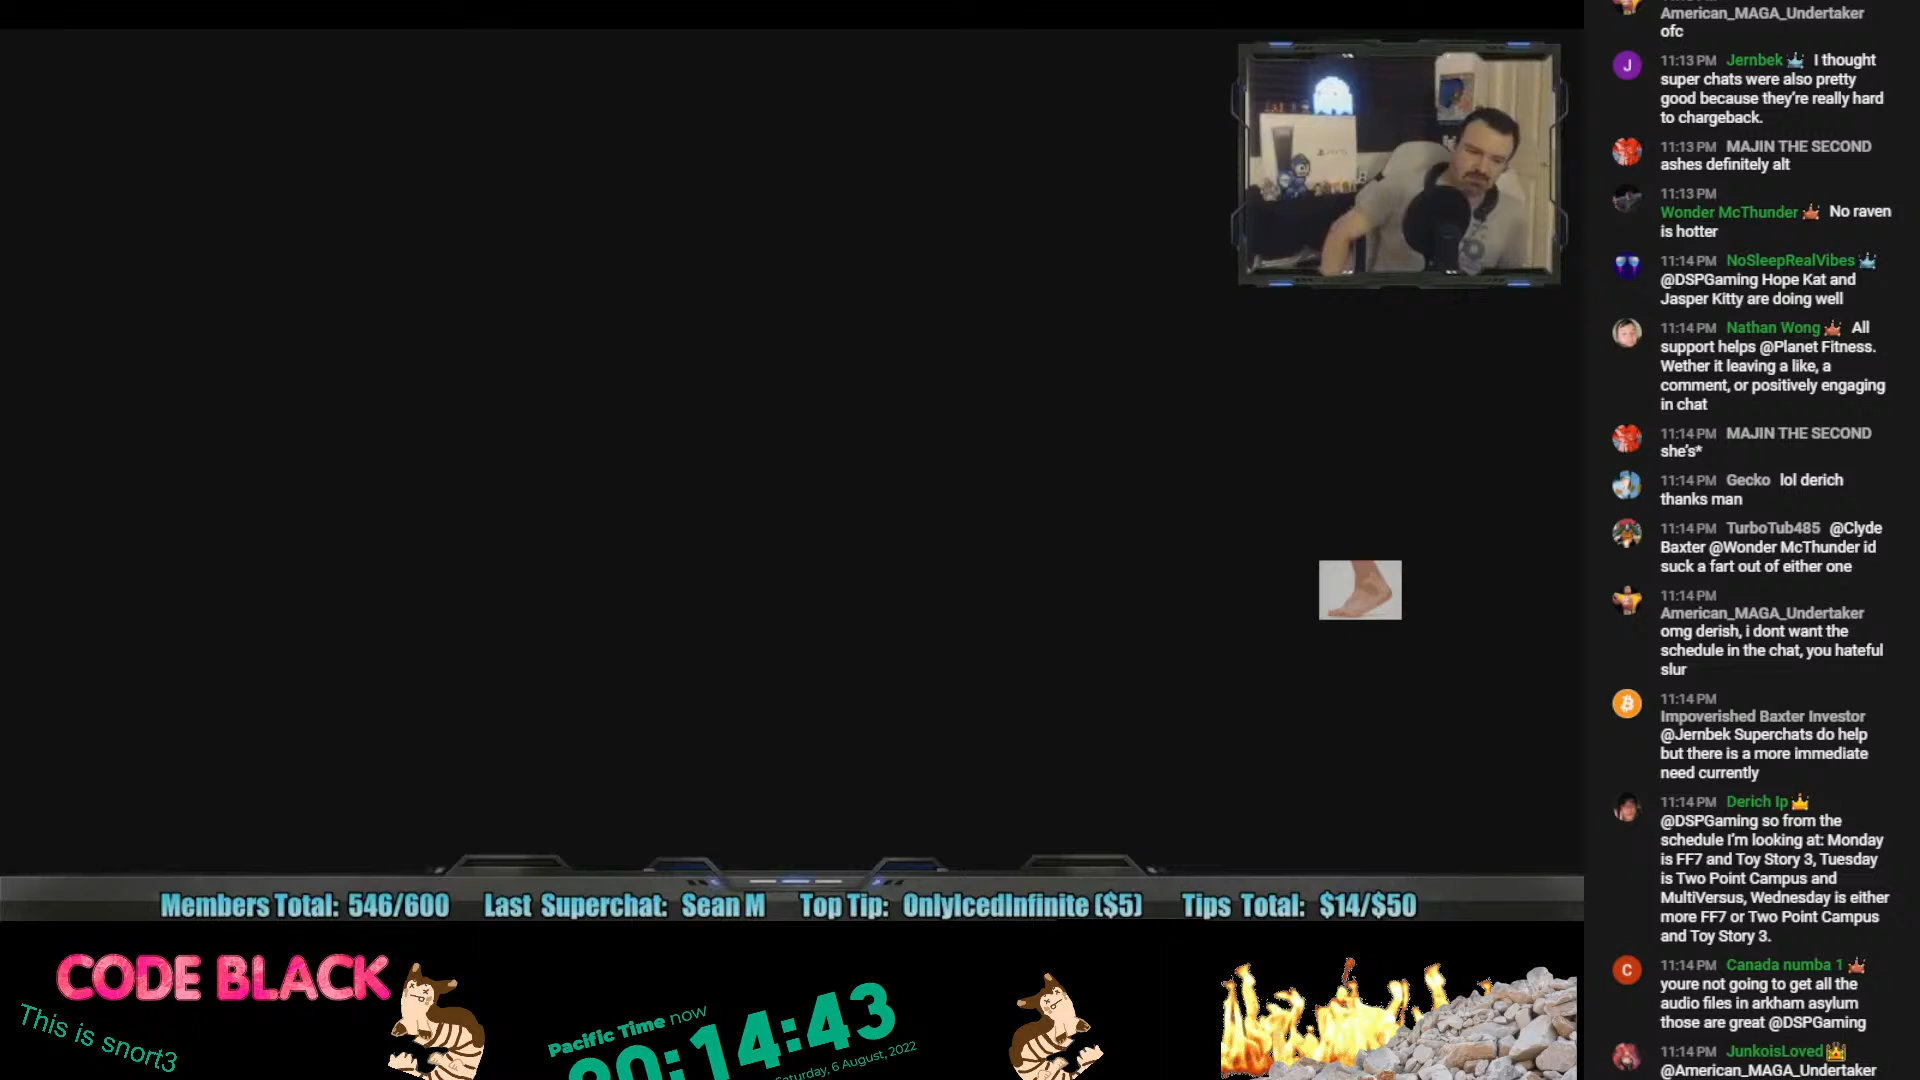 American_MAGA_Undertaker
ofc
J
11:13 PM Jernbek I thought
super chats were also pretty
good because they're really hard
to chargeback.
11:13 PM MAJIN THE SECOND
ashes definitely alt
11:13 PM
Wonder McThunder No raven
is hotter
11:14 PM NoSleepRealVibes
@DSPGaming Hope Kat and
Jasper Kitty are doing well
11:14 PM Nathan Wong All
support helps @Planet Fitness.
Wether it leaving a like, a
comment, or positively engaging
in chat
11:14 PM MAJIN THE SECOND
she's*
11:14 PM Gecko lol derich
thanks man
11:14 PM TurboTub485 @Clyde
Baxter @Wonder McThunder id
suck a fart out of either one
11:14 PM
American_MAGA_Undertaker
omg derish, i dont want the
schedule in the chat, you hateful
slur
11:14 PM
Impoverished Baxter Investor
@Jernbek Superchats do help
but there is a more immediate
need currently
11:14 PM Derich Ip
@DSPGaming so from the
schedule I'm looking at: Monday
is FF7 and Toy Story 3, Tuesday
is Two Point Campus and
MultiVersus, Wednesday is either
more FF7 or Two Point Campus
and Toy Story 3.
C
11:14 PM Canada numba 1
youre not going to get all the
audio files in arkham asylum
those are great @DSPGaming
11:14 PM JunkoisLoved
@American_MAGA_Undertaker
Members Total: 546/600 Last Superchat: Sean M Top Tip: OnlyIcedInfinite ($5) Tips Total: $14/$50
CODE BLACK
This is snort3
Pacific Time now
20:14:43
Saturday, 6 August, 2022